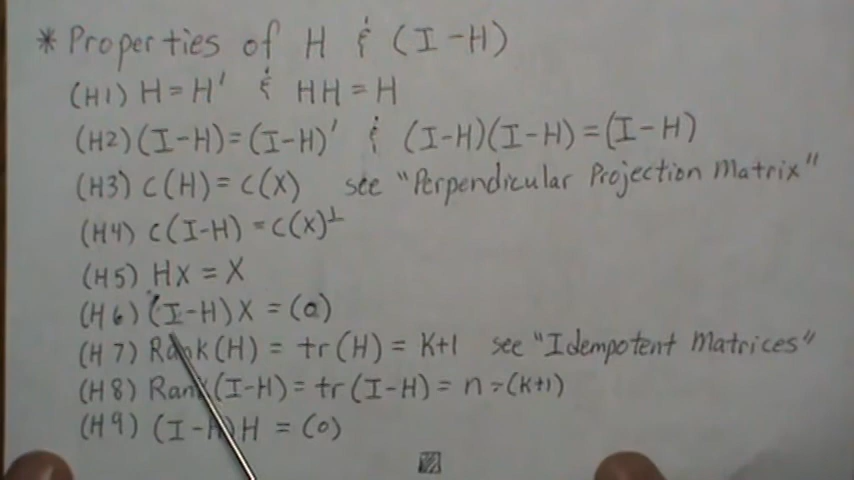 * Properties of H & (I-H)
(H1) H = H' & HH = H
(H2) (I-H) = (I-H)' & (I-H)(I-H) = (I-H)
(H3) C(H) = C(X) see "Perpendicular Projection Matrix"
(H4) C(I-H) = C(X)⊥
(H5) HX = X
(H6) (I-H)X = (0)
(H7) Rank(H) = tr(H) = K+1 see "Idempotent Matrices"
(H8) Rank(I-H) = tr(I-H) = n-(K+1)
(H9) (I-H)H = (0)